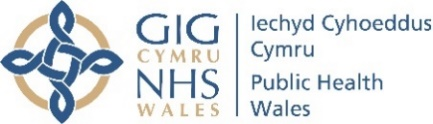 GIG
CYMRU
NHS
WALES
Iechyd Cyhoeddus
Cymru
Public Health
Wales